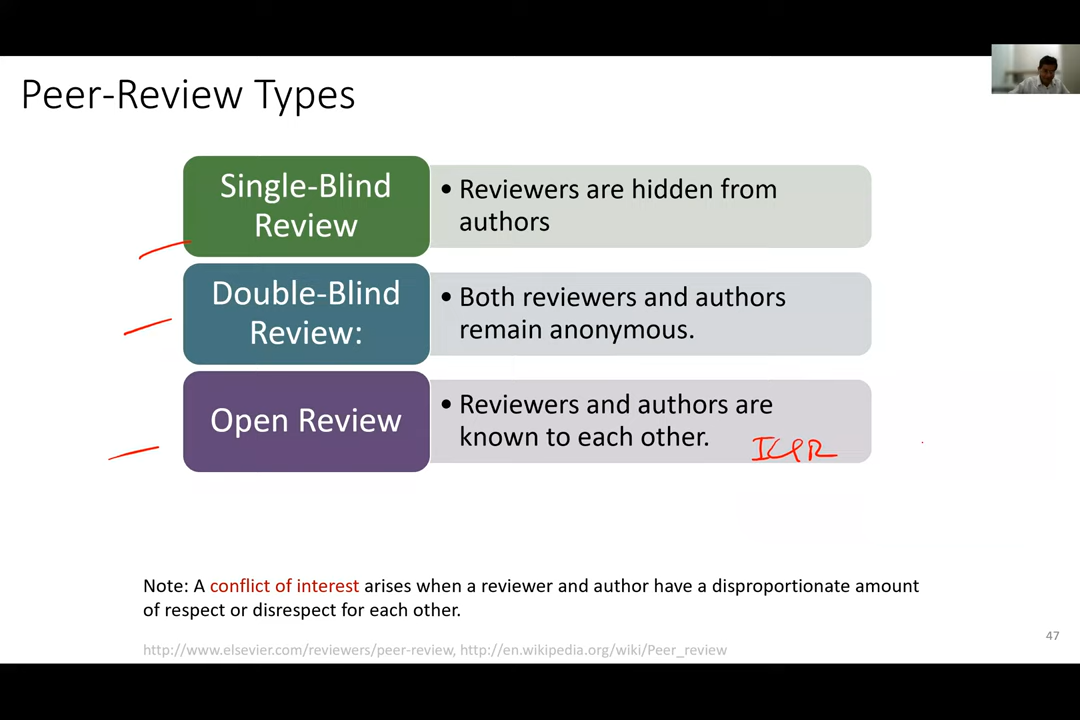 Peer-Review Types
Single-Blind
Review
• Reviewers are hidden from
authors
Double-Blind
Review:
• Both reviewers and authors
remain anonymous.
Open Review
• Reviewers and authors are
known to each other.
Note: A conflict of interest arises when a reviewer and author have a disproportionate amount
of respect or disrespect for each other.
47
http://www.elsevier.com/reviewers/peer-review, http://en.wikipedia.org/wiki/Peer_review